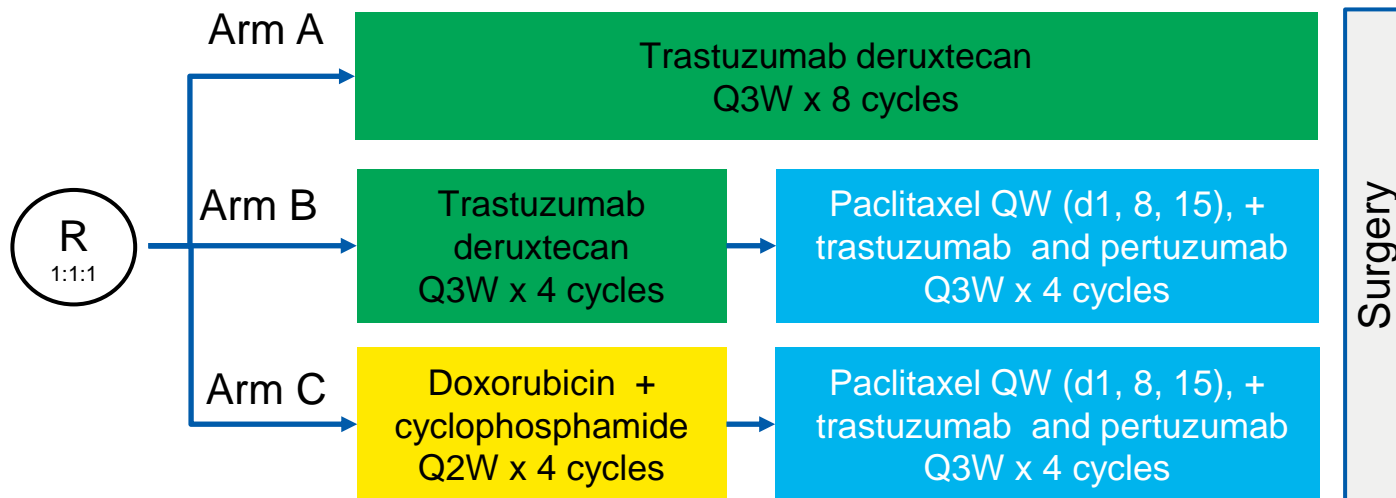 Arm A
Trastuzumab deruxtecan
Q3W x 8 cycles
R
1:1:1
Arm B
Trastuzumab
deruxtecan
Q3W x 4 cycles
Paclitaxel QW (d1, 8, 15), +
trastuzumab and pertuzumab
Q3W x 4 cycles
Arm C
Doxorubicin +
cyclophosphamide
Q2W x 4 cycles
Paclitaxel QW (d1, 8, 15), +
trastuzumab and pertuzumab
Q3W x 4 cycles
Surgery